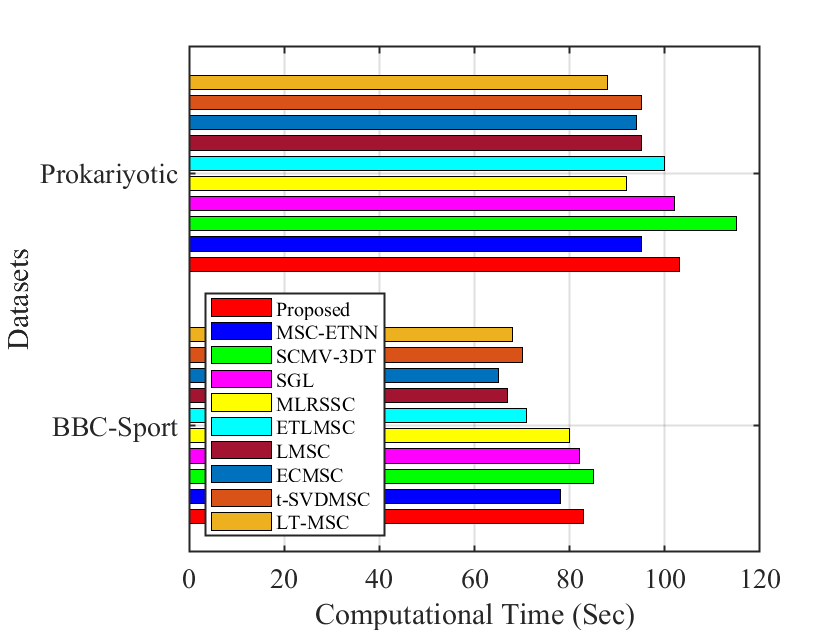 Prokariyotic
BBC-Sport
Datasets
Proposed
MSC-ETNN
SCMV-3DT
SGL
MLRSSC
ETLMSC
LMSC
ECMSC
t-SVDMSC
LT-MSC
0 20 40 60 80 100 120
Computational Time (Sec)